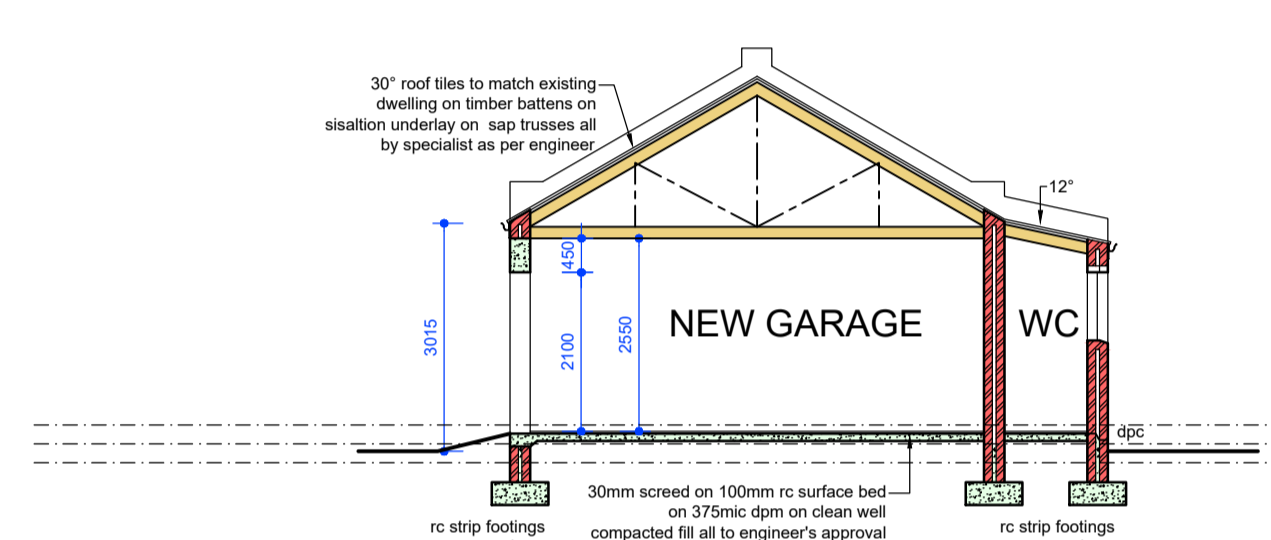 30° roof tiles to match existing
dwelling on timber battens on
sisaltion underlay on sap trusses all
by specialist as per engineer
12°
3015
450
2100
2550
NEW GARAGE
WC
dpc
30mm screed on 100mm rc surface bed
on 375mic dpm on clean well
compacted fill all to engineer's approval
rc strip footings
rc strip footings